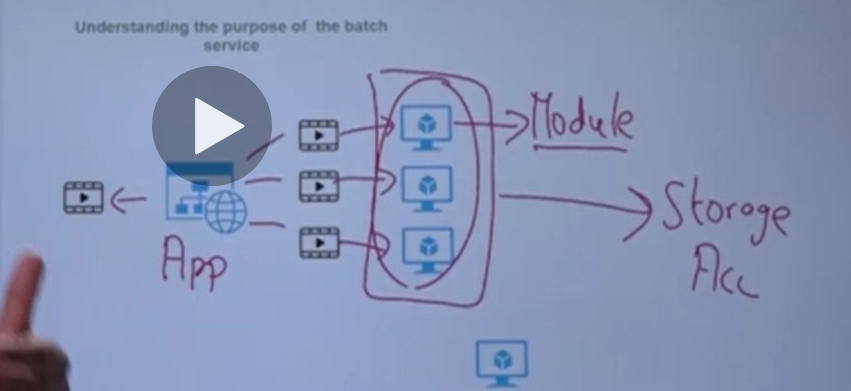 Understanding the purpose of the batch
service
Module
App
Storage
Acc